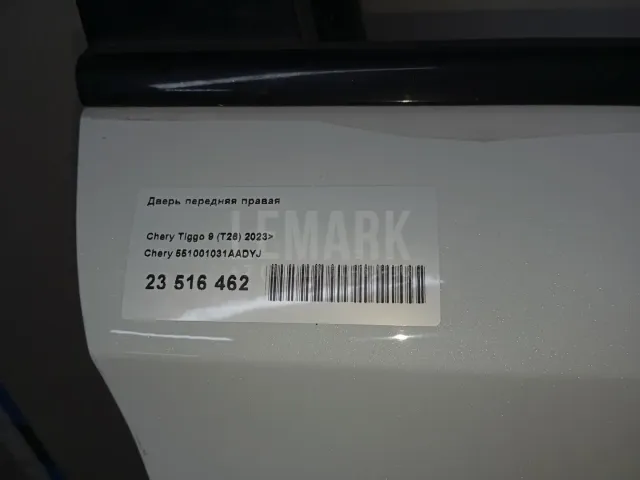 Дверь передняя правая
LEMARK
Chery Tiggo 9 (T28) 2023>
Chery 551001031AADYJ
23 516 462